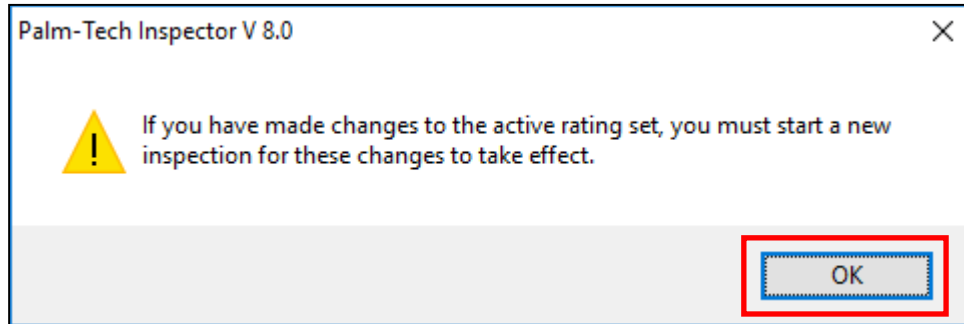 Palm-Tech Inspector V 8.0
If you have made changes to the active rating set, you must start a new
inspection for these changes to take effect.
OK